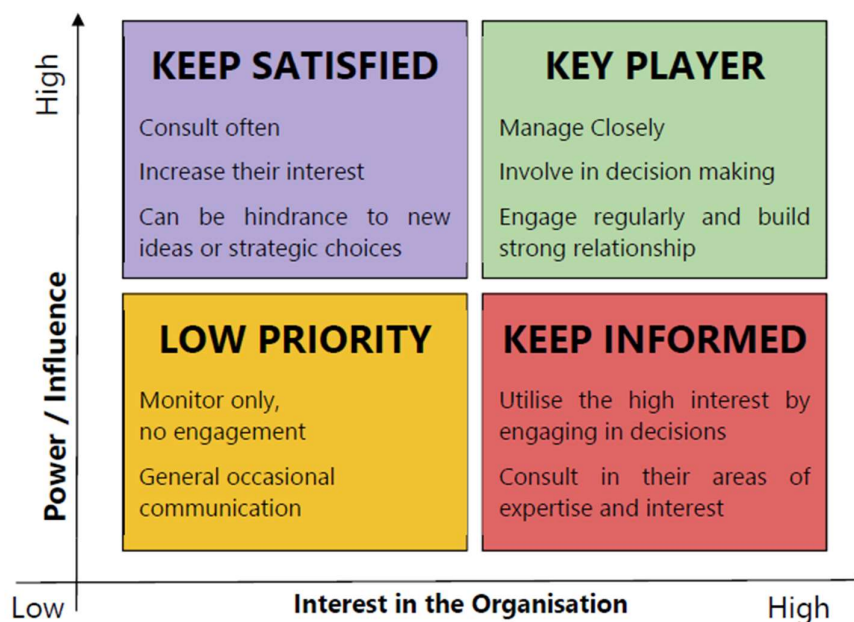 High
KEEP SATISFIED
Consult often
Increase their interest
Can be hindrance to new
ideas or strategic choices
KEY PLAYER
Manage Closely
Involve in decision making
Engage regularly and build
strong relationship
Power / Influence
LOW PRIORITY
Monitor only,
no engagement
General occasional
communication
KEEP INFORMED
Utilise the high interest by
engaging in decisions
Consult in their areas of
expertise and interest
Low
Interest in the Organisation
High